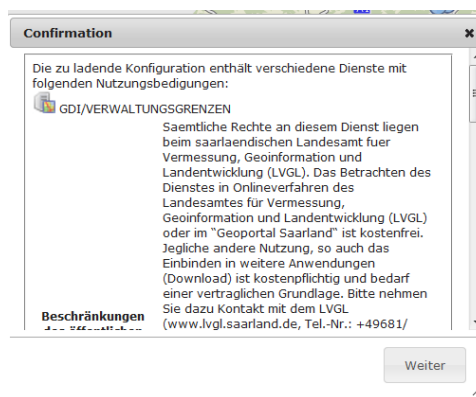 Confirmation
Die zu ladende Konfiguration enthält verschiedene Dienste mit
folgenden Nutzungsbedigungen:
GDI/VERWALTUNGSGRENZEN
Saemtliche Rechte an diesem Dienst liegen
beim saarlaendischen Landesamt fuer
Vermessung, Geoinformation und
Landentwicklung (LVGL). Das Betrachten des
Dienstes in Onlineverfahren des
Landesamtes für Vermessung,
Geoinformation und Landentwicklung (LVGL)
oder im "Geoportal Saarland" ist kostenfrei.
Jegliche andere Nutzung, so auch das
Einbinden in weitere Anwendungen
(Download) ist kostenpflichtig und bedarf
einer vertraglichen Grundlage. Bitte nehmen
Sie dazu Kontakt mit dem LVGL
(www.lvgl.saarland.de, Tel.-Nr.: +49681/
Beschränkungen
des öffentlichen
Weiter